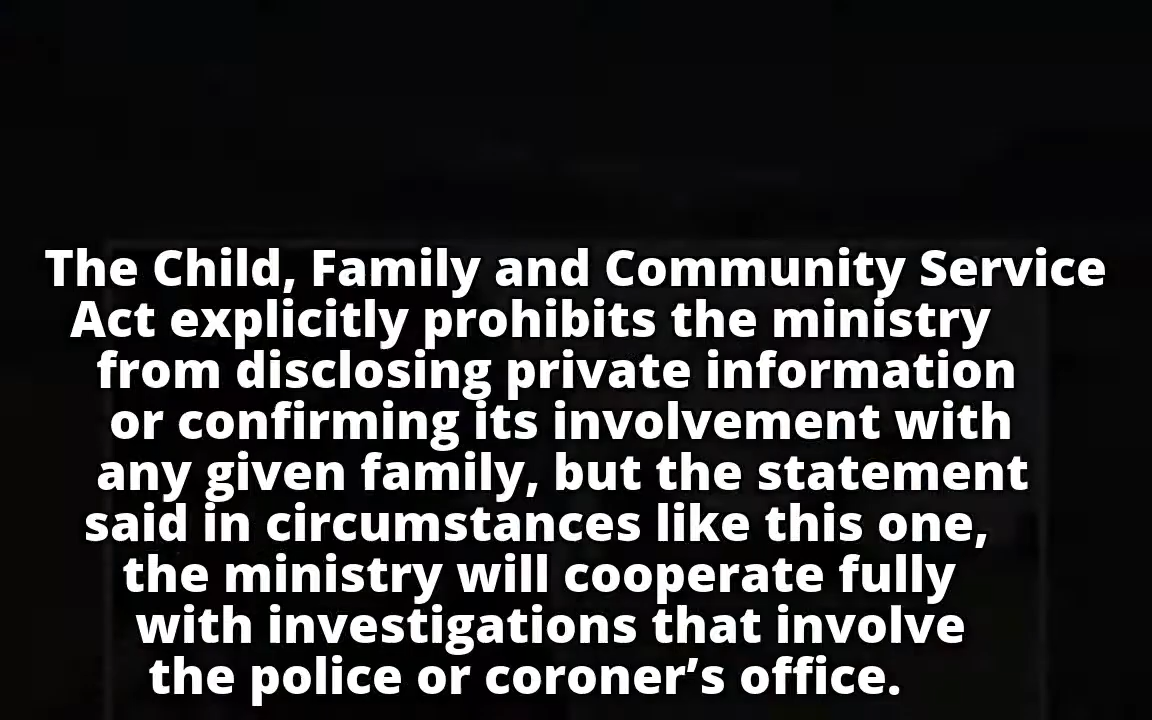 The Child, Family and Community Service
Act explicitly prohibits the ministry
from disclosing private information
or confirming its involvement with
any given family, but the statement
said in circumstances like this one,
the ministry will cooperate fully
with investigations that involve
the police or coroner’s office.